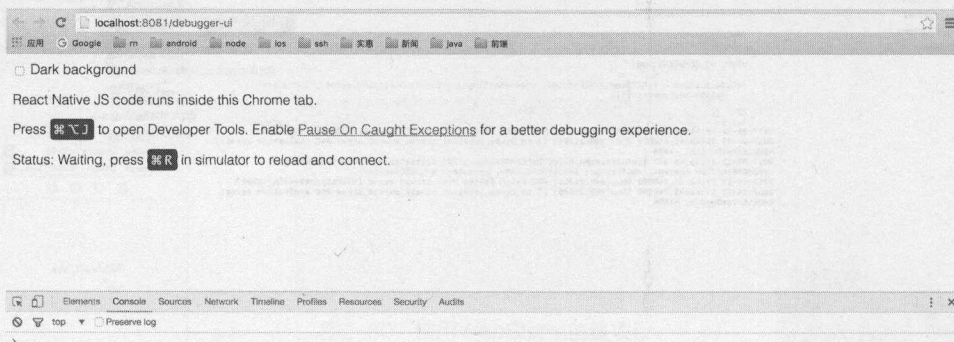 localhost:8081/debugger-ui
应用 Google rn android node ios ssh 实惠 新闻 java 前端
Dark background
React Native JS code runs inside this Chrome tab.
Press ⌘⌥J to open Developer Tools. Enable Pause On Caught Exceptions for a better debugging experience.
Status: Waiting, press ⌘R in simulator to reload and connect.
Elements Console Sources Network Timeline Profiles Resources Security Audits
top Preserve log